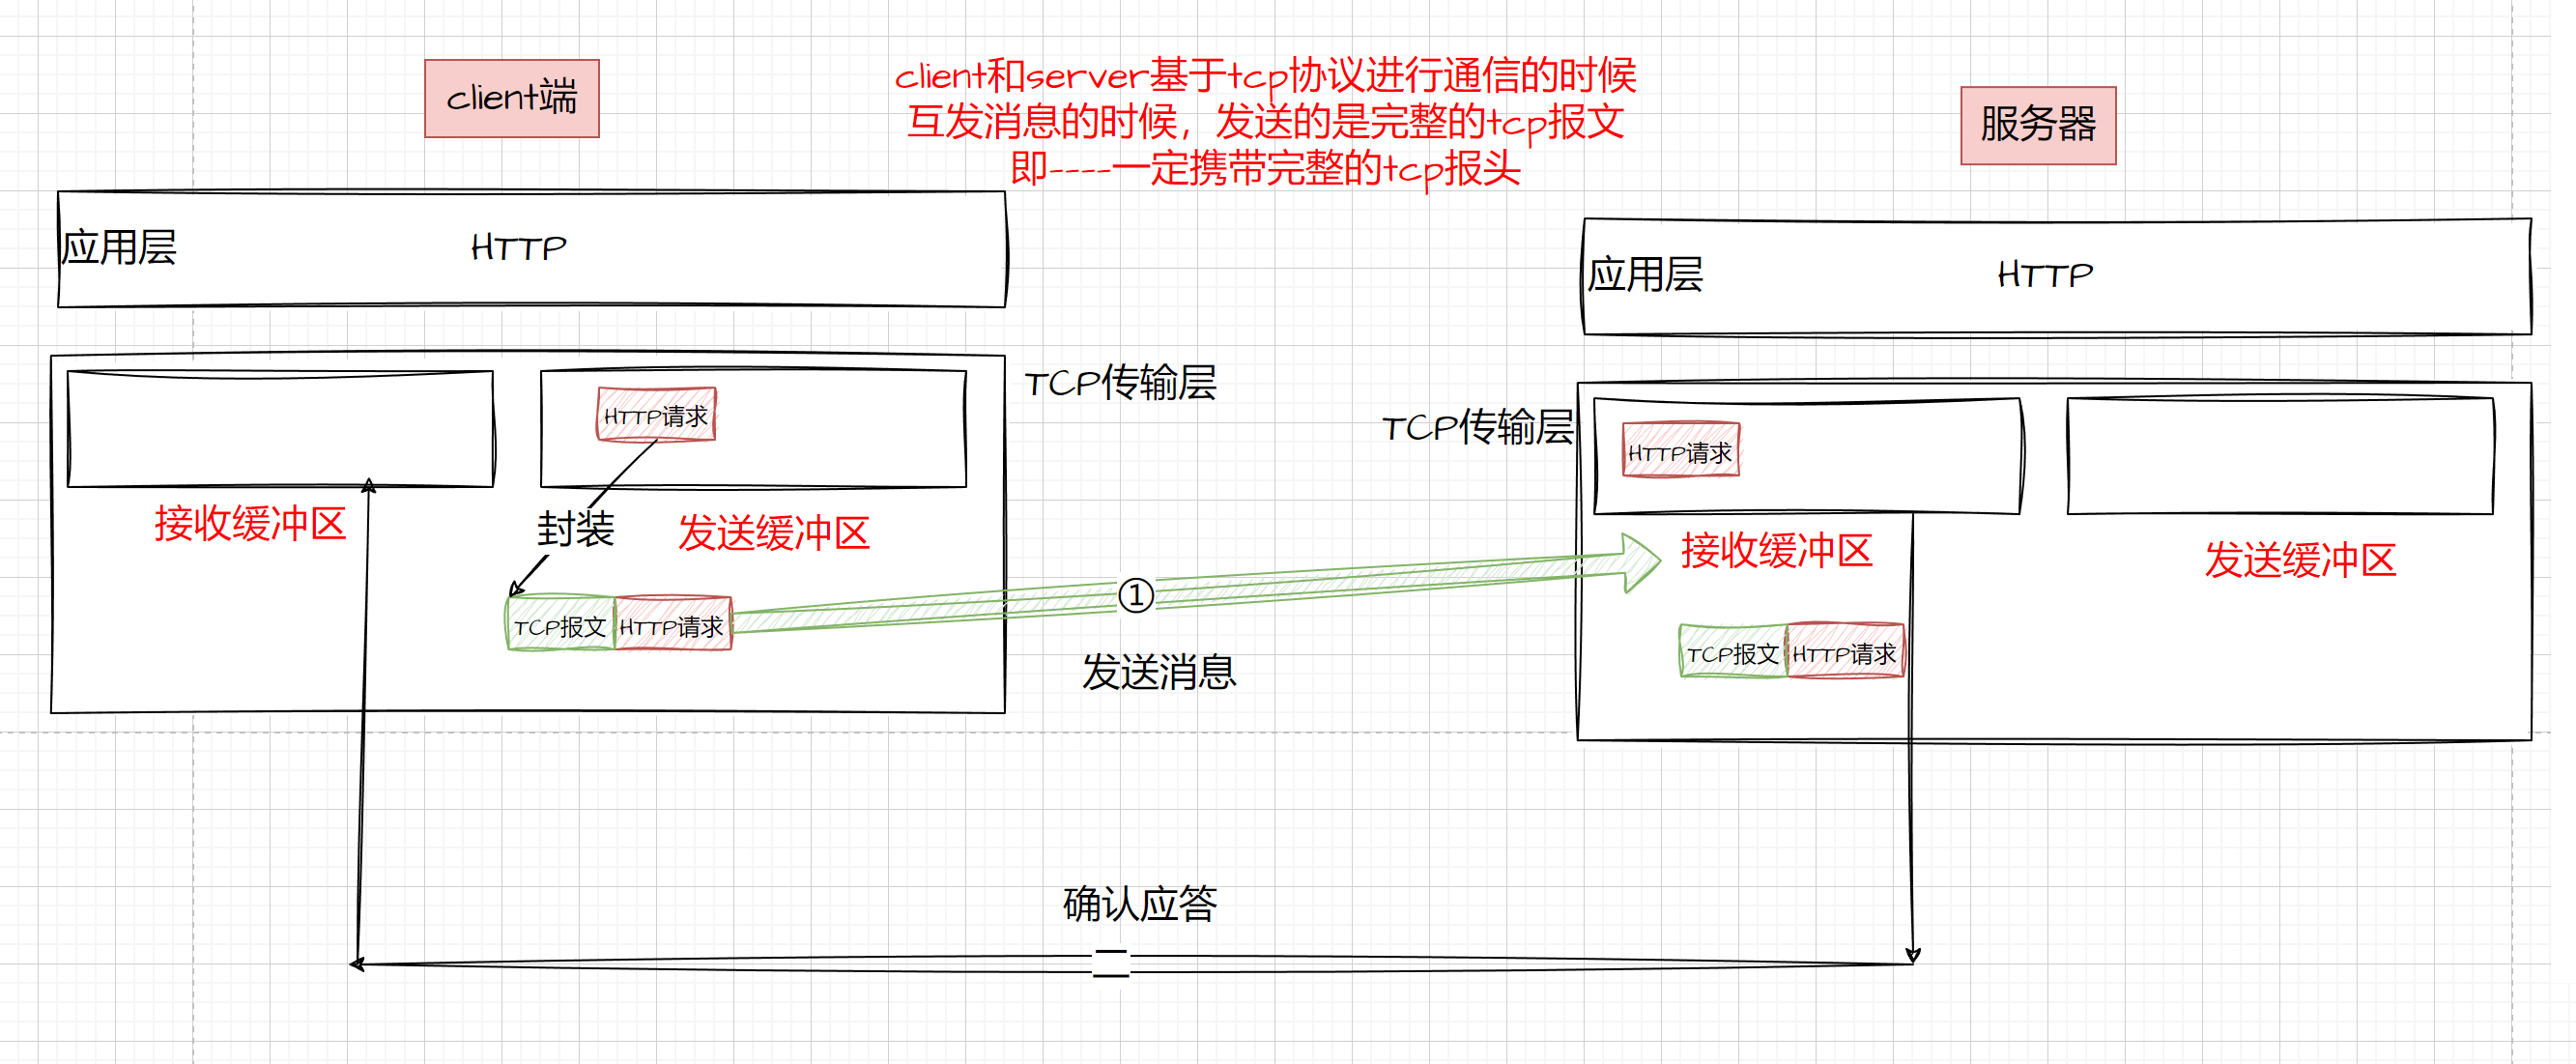 client端
client和server基于tcp协议进行通信的时候
互发消息的时候，发送的是完整的tcp报文
即----一定携带完整的tcp报头
服务器
应用层
HTTP
应用层
HTTP
TCP传输层
HTTP请求
接收缓冲区
封装
发送缓冲区
TCP报文
HTTP请求
①
发送消息
TCP传输层
HTTP请求
接收缓冲区
发送缓冲区
TCP报文
HTTP请求
确认应答
二